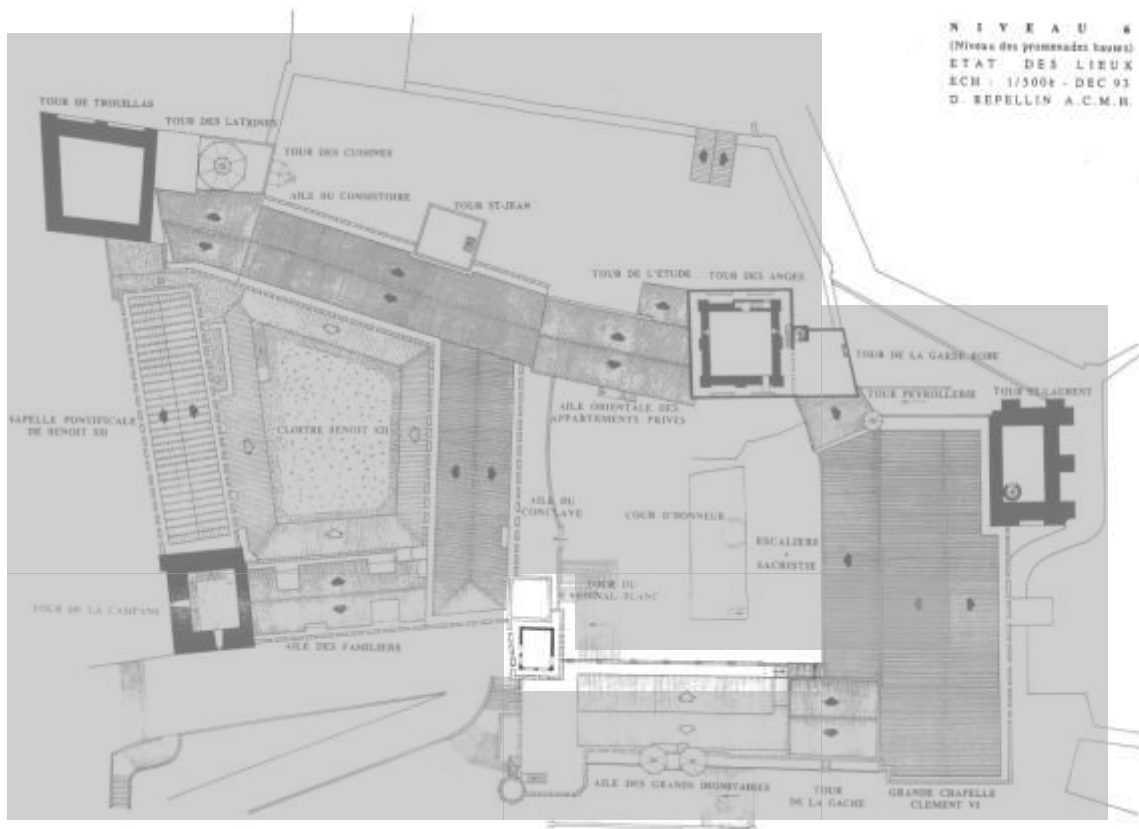 NIVEAU 6
(Niveau des promenades hautes)
ETAT DES LIEUX
ECH : 1/500è - DEC 93
D. REPELLIN A.C.M.H.
TOUR DE TROUILLAS
TOUR DES LATRINES
TOUR DES CUISINES
AILE DU CONSISTOIRE
TOUR ST-JEAN
TOUR DE L'ETUDE
TOUR DES ANGES
TOUR DE LA GARDE ROBE
TOUR PEYROLLERIE
TOUR ST-LAURENT
AILE ORIENTALE DES
APPARTEMENTS PRIVES
HAPELLE PONTIFICALE
DE BENOIT XII
CLOITRE BENOIT XII
AILE DU
CONCLAVE
COUR D'HONNEUR
ESCALIERS
SACRISTIE
TOUR DU
CARDINAL BLANC
TOUR DE LA CAMPANE
AILE DES FAMILIERS
AILE DES GRANDS DIGNITAIRES
TOUR
DE LA GACHE
GRANDE CHAPELLE
CLEMENT VI